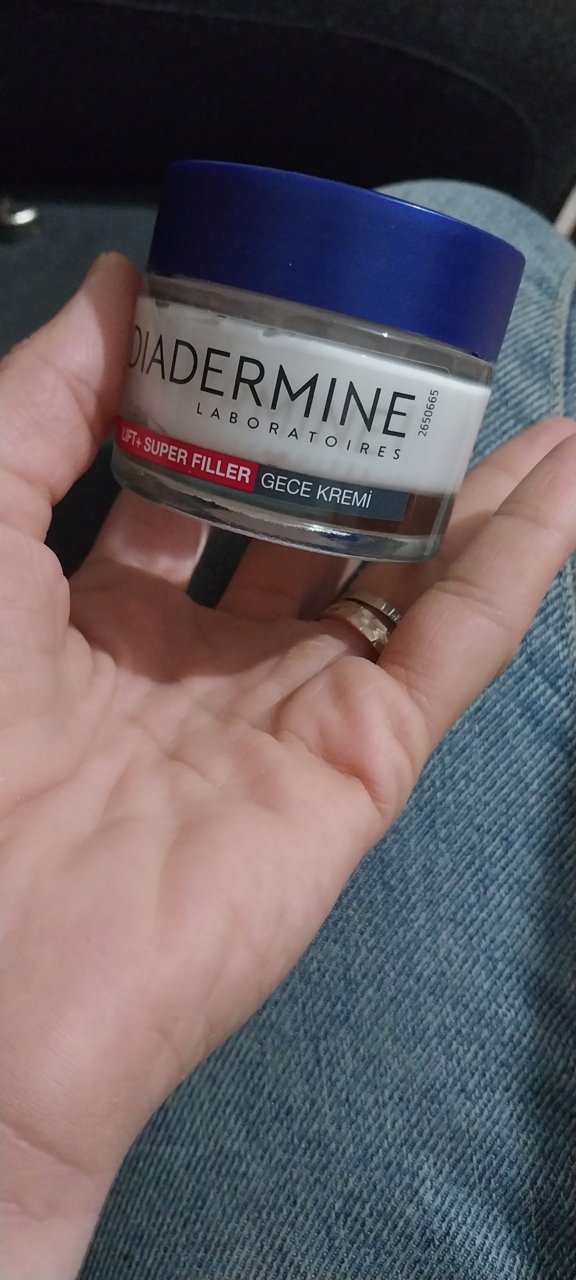 DIADERMINE
LABORATOIRES
2650665
LIFT+ SUPER FILLER
GECE KREMİ